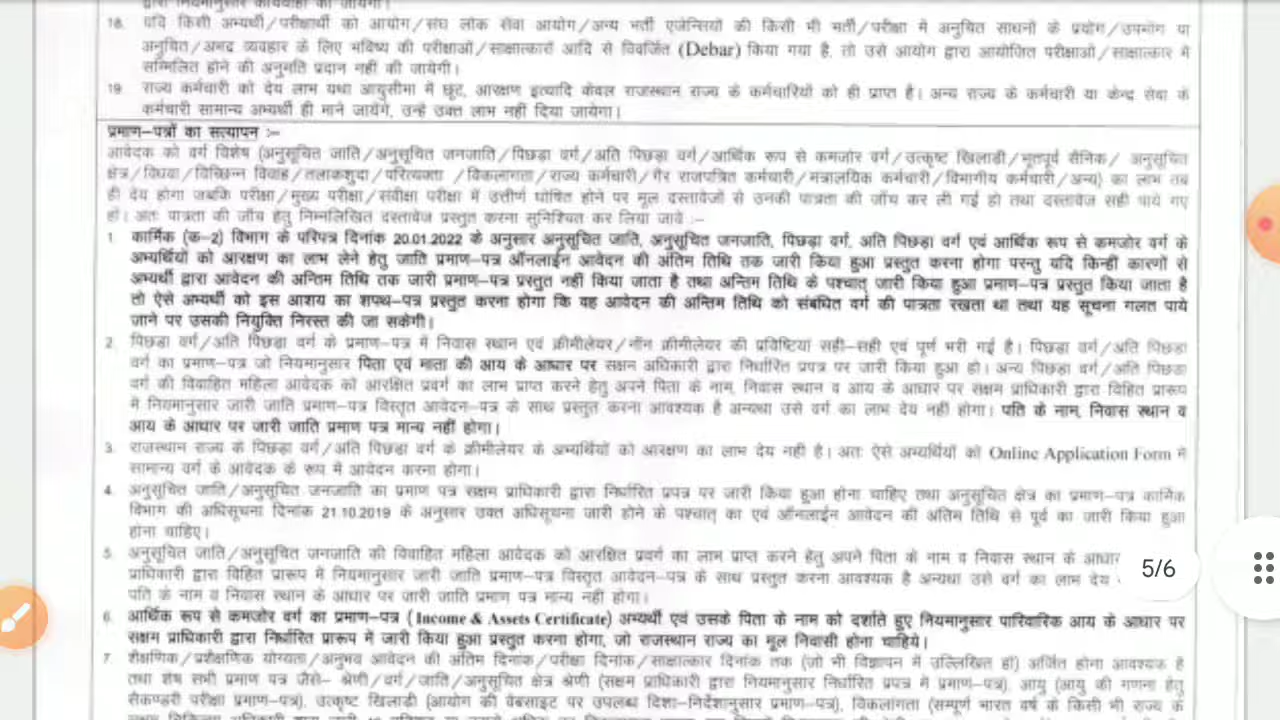 द्वारा नियमानुसार कार्यवाही की जायेगी।
18. यदि किसी अभ्यर्थी/परीक्षार्थी को आयोग/संघ लोक सेवा आयोग/अन्य भर्ती एजेन्सियों की किसी भी भर्ती/परीक्षा में अनुचित साधनों के प्रयोग/उपभोग या
अनुचित/अभद्र व्यवहार के लिए भविष्य की परीक्षाओं/साक्षात्कारों आदि से विवर्जित (Debar) किया गया है, तो उसे आयोग द्वारा आयोजित परीक्षाओं/साक्षात्कार में
सम्मिलित होने की अनुमति प्रदान नहीं की जायेगी।
19. राज्य कर्मचारी को देय लाभ यथा आयुसीमा में छूट, आरक्षण इत्यादि केवल राजस्थान राज्य के कर्मचारियों को ही प्राप्त है। अन्य राज्य के कर्मचारी या केन्द्र सेवा के
कर्मचारी सामान्य अभ्यर्थी ही माने जायेंगे, उन्हें उक्त लाभ नहीं दिया जायेगा।
प्रमाण–पत्रों का सत्यापन :–
आवेदक को वर्ग विशेष (अनुसूचित जाति/अनुसूचित जनजाति/पिछड़ा वर्ग/अति पिछड़ा वर्ग/आर्थिक रूप से कमजोर वर्ग/उत्कृष्ट खिलाडी/भूतपूर्व सैनिक/ अनुसूचित
क्षेत्र/विधवा/विच्छिन्न विवाह/तलाकशुदा/परित्यक्ता /विकलांगता/राज्य कर्मचारी/गैर राजपत्रित कर्मचारी/मंत्रालयिक कर्मचारी/विभागीय कर्मचारी/अन्य) का लाभ तब
ही देय होगा जबकि परीक्षा/मुख्य परीक्षा/संवीक्षा परीक्षा में उत्तीर्ण घोषित होने पर मूल दस्तावेजों से उनकी पात्रता की जॉच कर ली गई हो तथा दस्तावेज सही पाये गए
हों। अतः पात्रता की जॉच हेतु निम्नलिखित दस्तावेज प्रस्तुत करना सुनिश्चित कर लिया जावे :–
1. कार्मिक (क–2) विभाग के परिपत्र दिनांक 20.01.2022 के अनुसार अनुसूचित जाति, अनुसूचित जनजाति, पिछड़ा वर्ग, अति पिछड़ा वर्ग एवं आर्थिक रूप से कमजोर वर्ग के
अभ्यर्थियों को आरक्षण का लाभ लेने हेतु जाति प्रमाण–पत्र ऑनलाईन आवेदन की अंतिम तिथि तक जारी किया हुआ प्रस्तुत करना होगा परन्तु यदि किन्हीं कारणों से
अभ्यर्थी द्वारा आवेदन की अन्तिम तिथि तक जारी प्रमाण–पत्र प्रस्तुत नहीं किया जाता है तथा अन्तिम तिथि के पश्चात् जारी किया हुआ प्रमाण–पत्र प्रस्तुत किया जाता है
तो ऐसे अभ्यर्थी को इस आशय का शपथ–पत्र प्रस्तुत करना होगा कि वह आवेदन की अन्तिम तिथि को संबंधित वर्ग की पात्रता रखता था तथा यह सूचना गलत पाये
जाने पर उसकी नियुक्ति निरस्त की जा सकेगी।
2. पिछड़ा वर्ग/अति पिछड़ा वर्ग के प्रमाण–पत्र में निवास स्थान एवं क्रीमीलेयर/नॉन क्रीमीलेयर की प्रविष्टियां सही–सही एवं पूर्ण भरी गई है। पिछड़ा वर्ग/अति पिछड़ा
वर्ग का प्रमाण–पत्र जो नियमानुसार पिता एवं माता की आय के आधार पर सक्षम अधिकारी द्वारा निर्धारित प्रपत्र पर जारी किया हुआ हो। अन्य पिछड़ा वर्ग/अति पिछड़ा
वर्ग की विवाहित महिला आवेदक को आरक्षित प्रवर्ग का लाभ प्राप्त करने हेतु अपने पिता के नाम, निवास स्थान व आय के आधार पर सक्षम प्राधिकारी द्वारा विहित प्रारूप
में नियमानुसार जारी जाति प्रमाण–पत्र विस्तृत आवेदन–पत्र के साथ प्रस्तुत करना आवश्यक है अन्यथा उसे वर्ग का लाभ देय नहीं होगा। पति के नाम, निवास स्थान व
आय के आधार पर जारी जाति प्रमाण पत्र मान्य नहीं होगा।
3. राजस्थान राज्य के पिछड़ा वर्ग/अति पिछड़ा वर्ग के क्रीमीलेयर के अभ्यर्थियों को आरक्षण का लाभ देय नही है। अतः ऐसे अभ्यर्थियों को Online Application Form में
सामान्य वर्ग के आवेदक के रूप में आवेदन करना होगा।
4. अनुसूचित जाति/अनुसूचित जनजाति का प्रमाण पत्र सक्षम प्राधिकारी द्वारा निर्धारित प्रपत्र पर जारी किया हुआ होना चाहिए तथा अनुसूचित क्षेत्र का प्रमाण–पत्र कार्मिक
विभाग की अधिसूचना दिनांक 21.10.2019 के अनुसार उक्त अधिसूचना जारी होने के पश्चात् का एवं ऑनलाईन आवेदन की अंतिम तिथि से पूर्व का जारी किया हुआ
होना चाहिए।
5. अनुसूचित जाति/अनुसूचित जनजाति की विवाहित महिला आवेदक को आरक्षित प्रवर्ग का लाभ प्राप्त करने हेतु अपने पिता के नाम व निवास स्थान के आधार
प्राधिकारी द्वारा विहित प्रारूप में नियमानुसार जारी जाति प्रमाण–पत्र विस्तृत आवेदन–पत्र के साथ प्रस्तुत करना आवश्यक है अन्यथा उसे वर्ग का लाभ देय
पति के नाम व निवास स्थान के आधार पर जारी जाति प्रमाण पत्र मान्य नहीं होगा।
5/6
6. आर्थिक रूप से कमजोर वर्ग का प्रमाण–पत्र (Income & Assets Certificate) अभ्यर्थी एवं उसके पिता के नाम को दर्शाते हुए नियमानुसार पारिवारिक आय के आधार पर
सक्षम प्राधिकारी द्वारा निर्धारित प्रारूप में जारी किया हुआ प्रस्तुत करना होगा, जो राजस्थान राज्य का मूल निवासी होना चाहिये।
7. शैक्षणिक/प्रशैक्षणिक योग्यता/अनुभव आवेदन की अंतिम दिनांक/परीक्षा दिनांक/साक्षात्कार दिनांक तक (जो भी विज्ञापन में उल्लिखित हों) अर्जित होना आवश्यक है
तथा शेष सभी प्रमाण पत्र जैसे– श्रेणी/वर्ग/जाति/अनुसूचित क्षेत्र श्रेणी (सक्षम प्राधिकारी द्वारा नियमानुसार निर्धारित प्रपत्र में प्रमाण–पत्र), आयु (आयु की गणना हेतु
सैकण्डरी परीक्षा प्रमाण–पत्र), उत्कृष्ट खिलाडी (आयोग की वेबसाइट पर उपलब्ध दिशा–निर्देशानुसार प्रमाण–पत्र), विकलांगता (सम्पूर्ण भारत वर्ष के किसी भी राज्य के